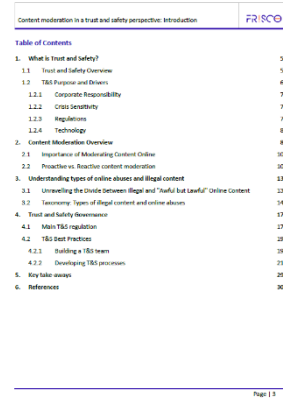 Content moderation in a trust and safety perspective: Introduction
FRISCO
Table of Contents
1. What is Trust and Safety? 5
1.1 Trust and Safety Overview 5
1.2 T&S Purpose and Drivers 6
1.2.1 Corporate Responsibility 7
1.2.2 Crisis Sensitivity 7
1.2.3 Regulations 7
1.2.4 Technology 8
2. Content Moderation Overview 8
2.1 Importance of Moderating Content Online 10
2.2 Proactive vs. Reactive content moderation 10
3. Understanding types of online abuses and illegal content 13
3.1 Unravelling the Divide Between Illegal and "Awful but Lawful" Online Content 13
3.2 Taxonomy: Types of illegal content and online abuses 14
4. Trust and Safety Governance 17
4.1 Main T&S regulation 17
4.2 T&S Best Practices 19
4.2.1 Building a T&S team 19
4.2.2 Developing T&S processes 21
5. Key take-aways 29
6. References 30
Page | 3